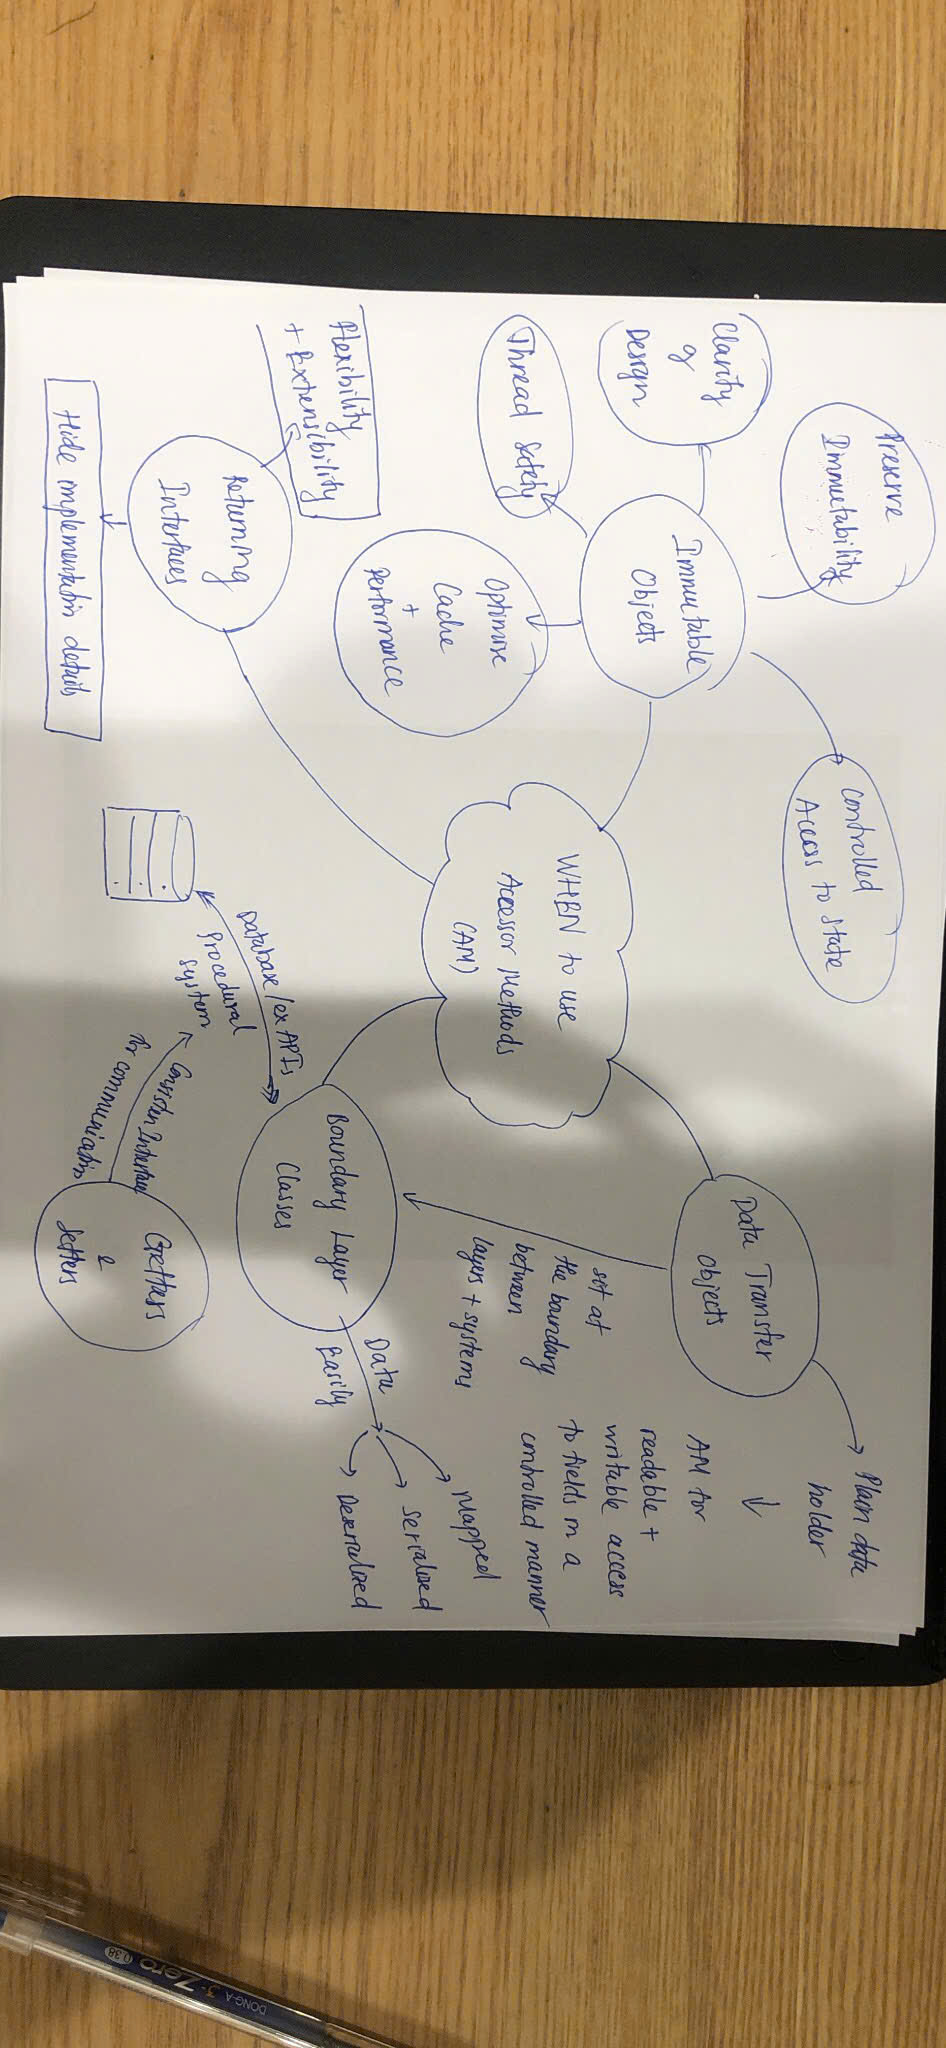 Preserve
Immutability
Clarity
of
Design
Thread safety
Immutable
Objects
Controlled
Access to state
Optimise
Cache
+
Performance
Flexibility
+ Extensibility
Returning
Interfaces
Hide implementation details
WHEN to use
Accessor Methods
(AM)
Data Transfer
Objects
Plain data
holder
AM for
readable +
writable access
to fields in a
controlled manner
set at
the boundary
between
layers + systems
Boundary Layer
Classes
Data
Easily
Mapped
Serialized
Deserialized
Database/ex APIs
Procedural
system
for communication
Getters
&
Setters
DONG-A
Zero
0.38